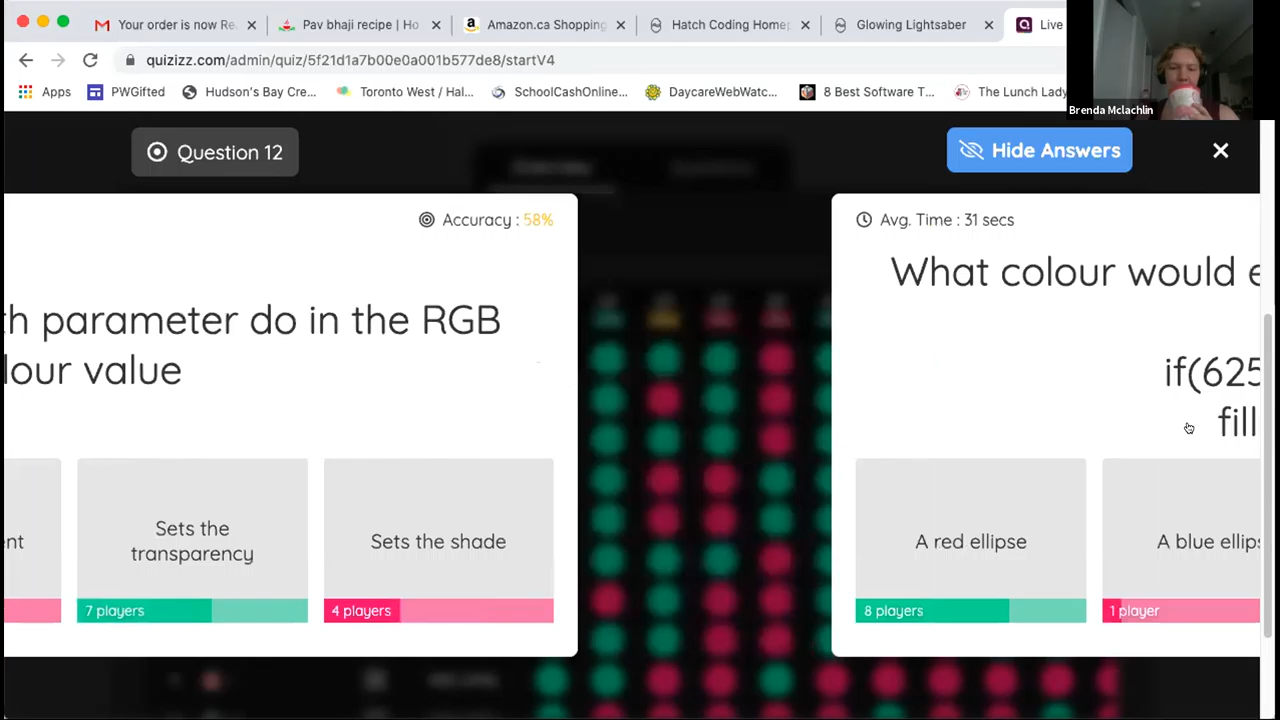 Your order is now Re
Pav bhaji recipe | Ho
Amazon.ca Shopping
Hatch Coding Home
Glowing Lightsaber
Live
quizizz.com/admin/quiz/5f21d1a7b00e0a001b577de8/startV4
Apps
PWGifted
Hudson's Bay Cre...
Toronto West / Hal...
SchoolCashOnline...
DaycareWebWatc...
8 Best Software T...
The Lunch Lady
Brenda Mclachlin
Question 12
Hide Answers
Accuracy : 58%
th parameter do in the RGB
lour value
ent
Sets the
transparency
Sets the shade
7 players
4 players
Avg. Time : 31 secs
What colour would e
if(625
fill
A red ellipse
A blue ellips
8 players
1 player